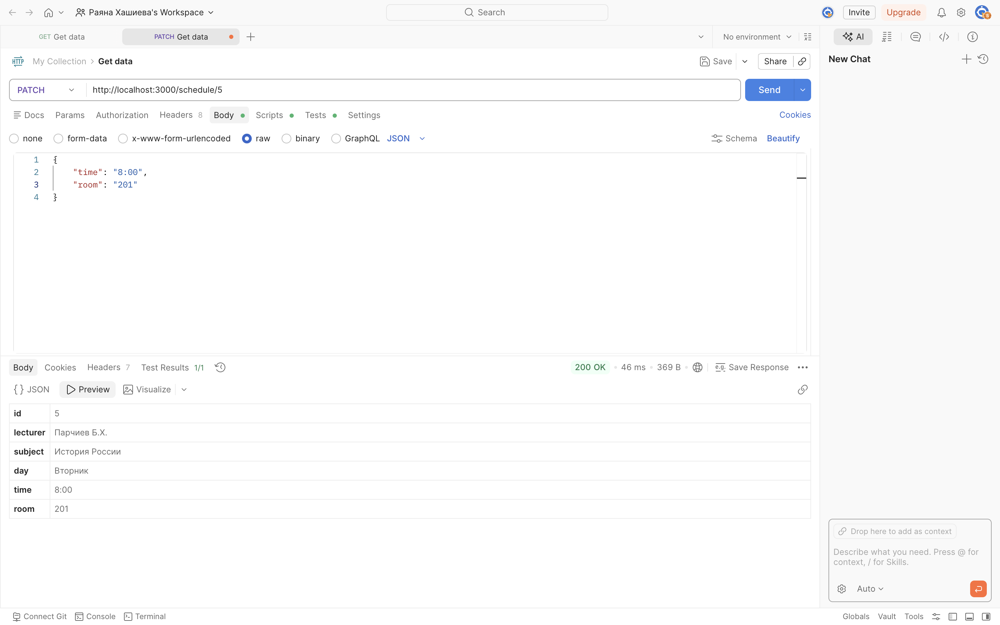 Раяна Хашиева's Workspace
Search
Invite
Upgrade
GET Get data
PATCH Get data
No environment
AI
HTTP
My Collection > Get data
Save
Share
New Chat
PATCH
http://localhost:3000/schedule/5
Send
Docs Params Authorization Headers 8 Body Scripts Tests Settings
Cookies
none form-data x-www-form-urlencoded raw binary GraphQL JSON
Schema Beautify
1 {
2 "time": "8:00",
3 "room": "201"
4 }
Body Cookies Headers 7 Test Results 1/1
200 OK • 46 ms • 369 B •
e.g. Save Response
{} JSON Preview Visualize
id 5
lecturer Парчиев Б.Х.
subject История России
day Вторник
time 8:00
room 201
Drop here to add as context
Describe what you need. Press @ for
context, / for Skills.
Auto
Connect Git Console Terminal
Globals Vault Tools